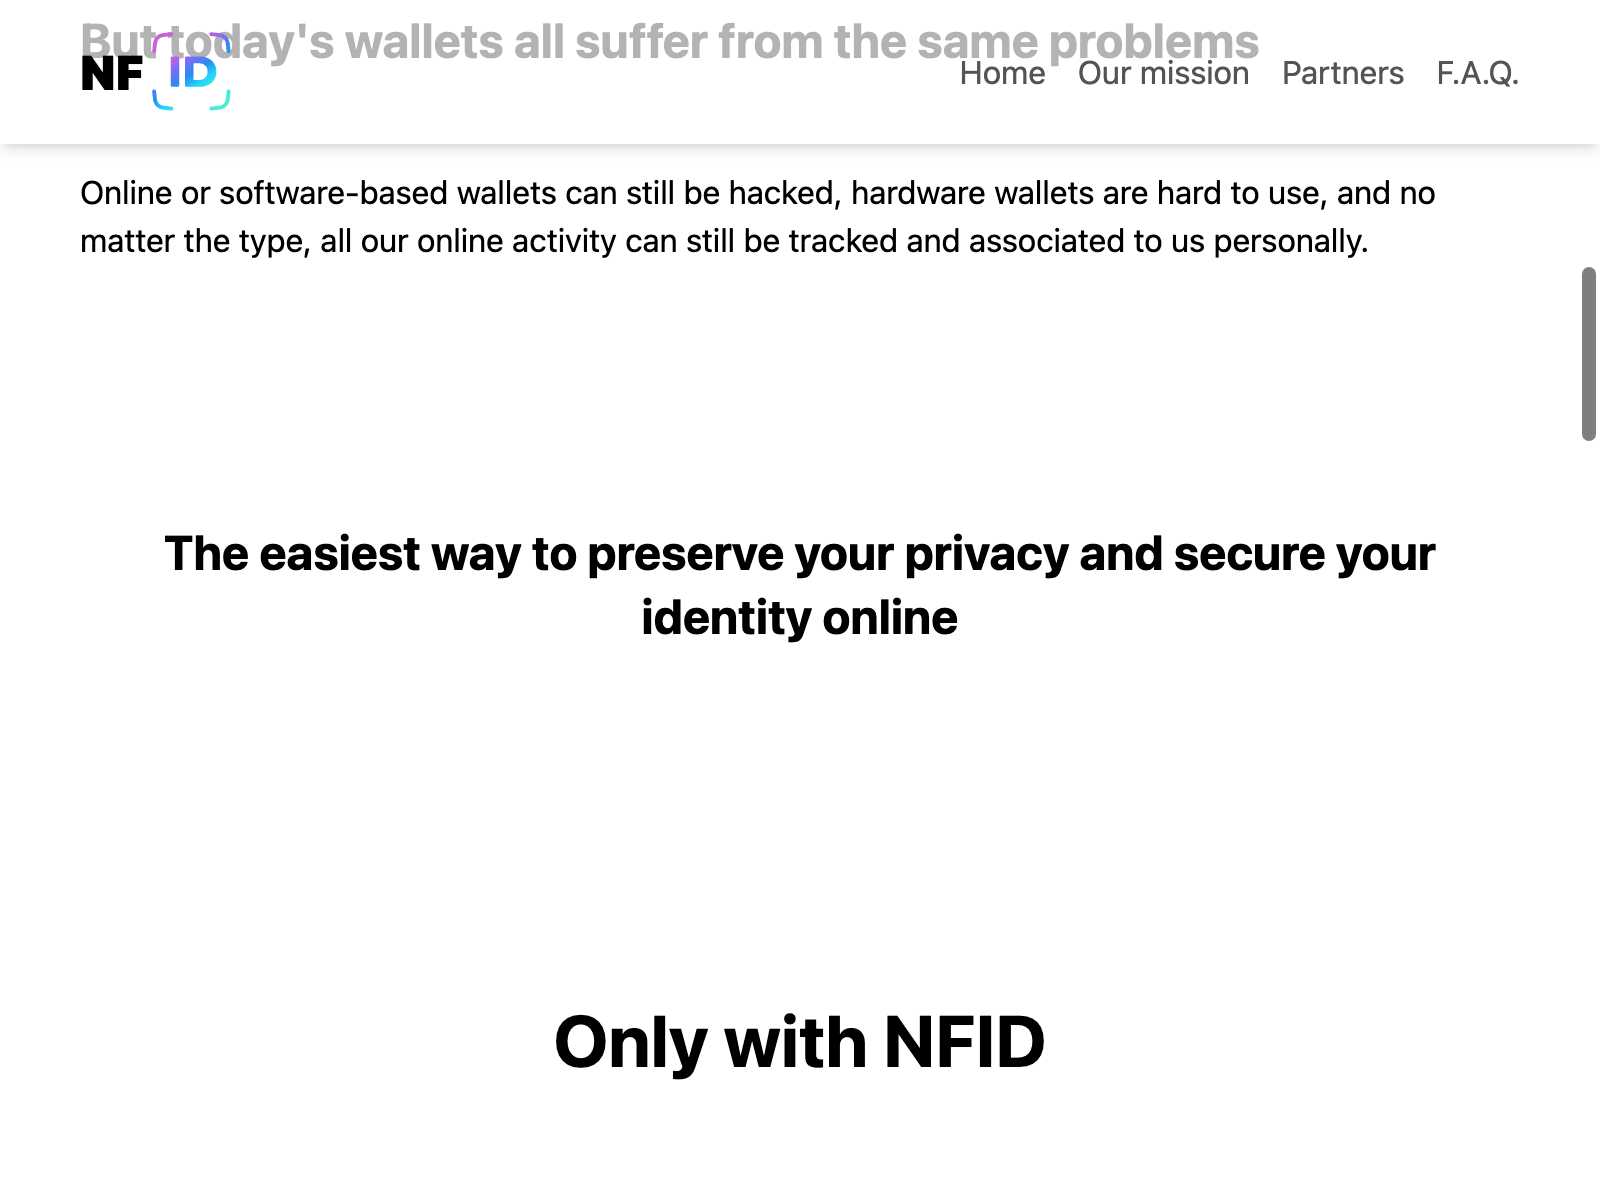 But today's wallets all suffer from the same problems
NFID
Home Our mission Partners F.A.Q.
Online or software-based wallets can still be hacked, hardware wallets are hard to use, and no
matter the type, all our online activity can still be tracked and associated to us personally.
The easiest way to preserve your privacy and secure your
identity online
Only with NFID